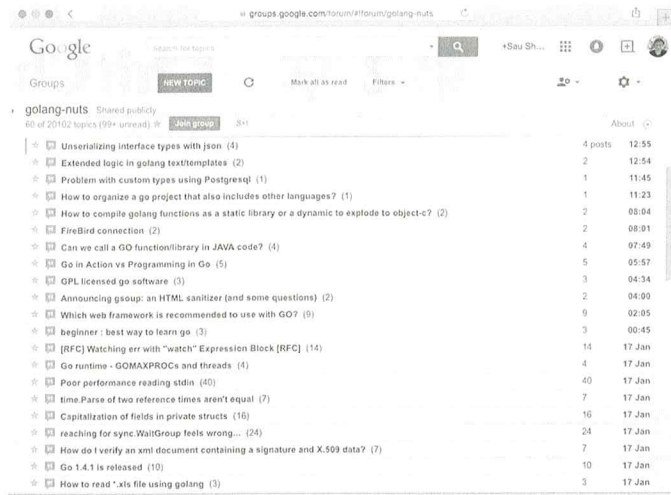 groups.google.com/forum/#!forum/golang-nuts
Google
Search for topics
+Sau Sh...
Groups
NEW TOPIC
Mark all as read
Filters
golang-nuts Shared publicly
60 of 20102 topics (99+ unread)
Join group
About
Unserializing interface types with json (4) 4 posts 12:55
Extended logic in golang text/templates (2) 2 12:54
Problem with custom types using Postgresql (1) 1 11:45
How to organize a go project that also includes other languages? (1) 1 11:23
How to compile golang functions as a static library or a dynamic to explode to object-c? (2) 2 08:04
FireBird connection (2) 2 08:01
Can we call a GO function/library in JAVA code? (4) 4 07:49
Go in Action vs Programming in Go (5) 5 05:57
GPL licensed go software (3) 3 04:34
Announcing gsoup: an HTML sanitizer (and some questions) (2) 2 04:00
Which web framework is recommended to use with GO? (9) 9 02:05
beginner : best way to learn go (3) 3 00:45
[RFC] Watching err with "watch" Expression Block [RFC] (14) 14 17 Jan
Go runtime - GOMAXPROCs and threads (4) 4 17 Jan
Poor performance reading stdin (40) 40 17 Jan
time.Parse of two reference times aren't equal (7) 7 17 Jan
Capitalization of fields in private structs (16) 16 17 Jan
reaching for sync.WaitGroup feels wrong... (24) 24 17 Jan
How do I verify an xml document containing a signature and X.509 data? (7) 7 17 Jan
Go 1.4.1 is released (10) 10 17 Jan
How to read *.xls file using golang (3) 3 17 Jan